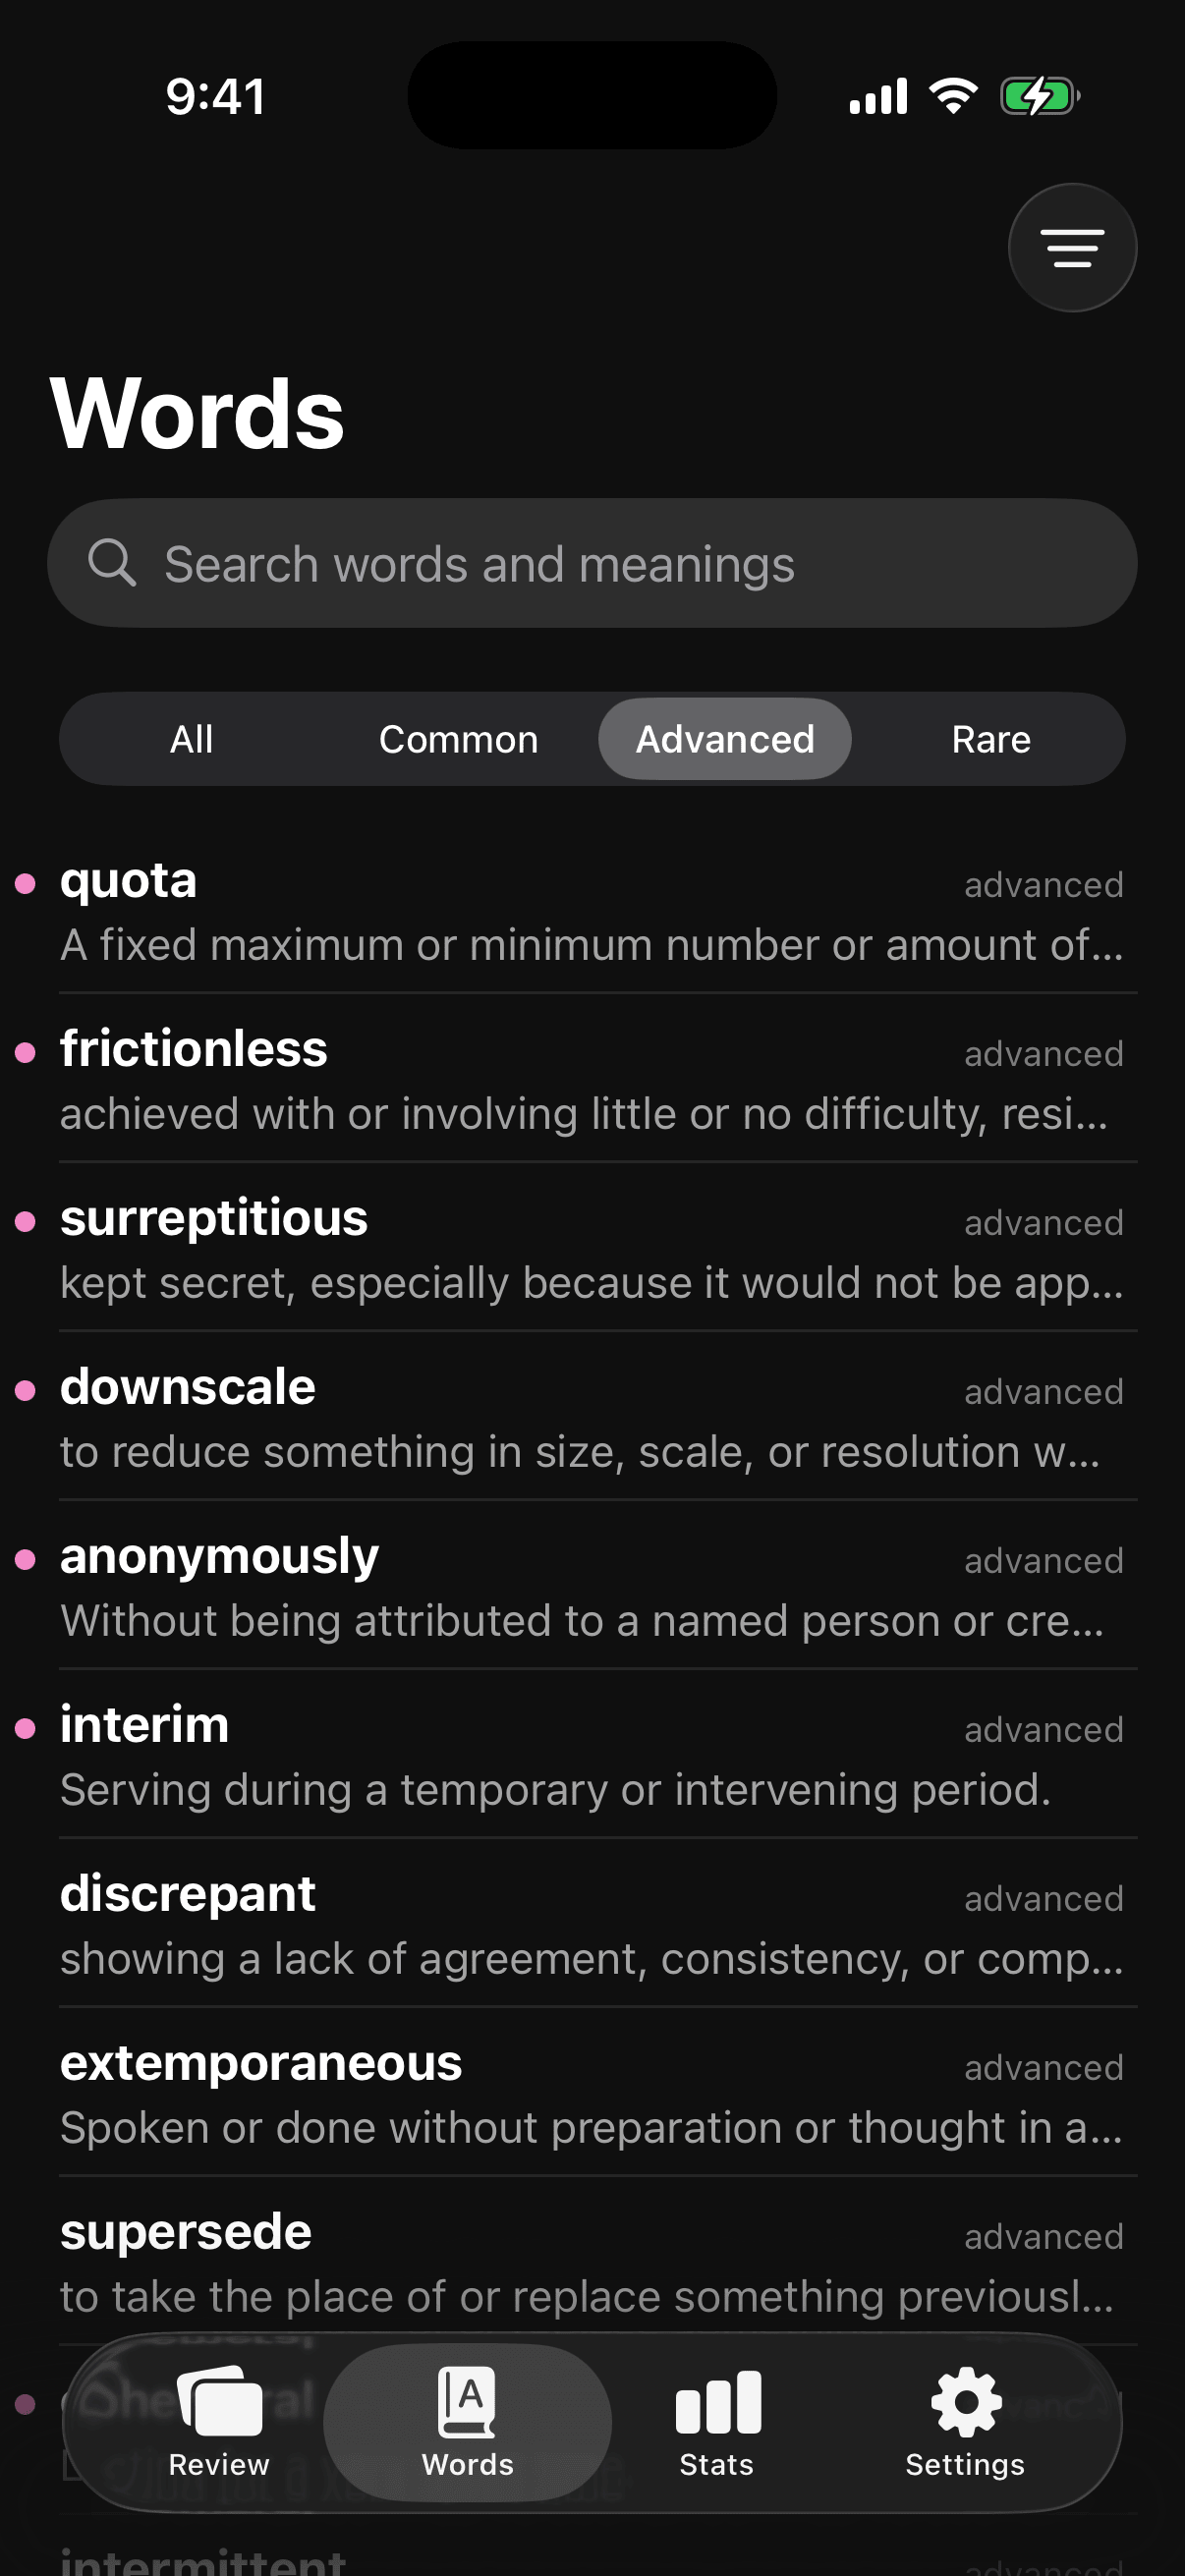 9:41
Words
Search words and meanings
All Common Advanced Rare
quota advanced
A fixed maximum or minimum number or amount of...
frictionless advanced
achieved with or involving little or no difficulty, resi...
surreptitious advanced
kept secret, especially because it would not be app...
downscale advanced
to reduce something in size, scale, or resolution w...
anonymously advanced
Without being attributed to a named person or cre...
interim advanced
Serving during a temporary or intervening period.
discrepant advanced
showing a lack of agreement, consistency, or comp...
extemporaneous advanced
Spoken or done without preparation or thought in a...
supersede advanced
to take the place of or replace something previousl...
Review Words Stats Settings
intermittent advanced